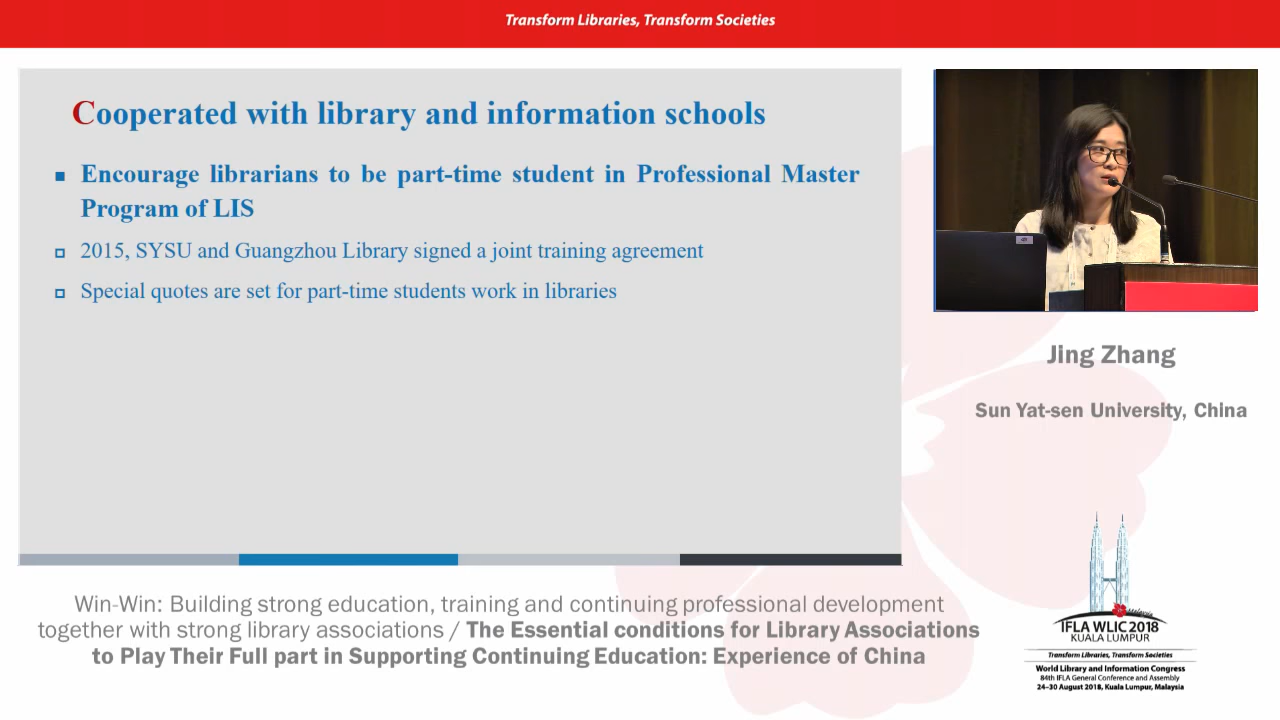 Transform Libraries, Transform Societies
Cooperated with library and information schools
Encourage librarians to be part-time student in Professional Master
Program of LIS
2015, SYSU and Guangzhou Library signed a joint training agreement
Special quotes are set for part-time students work in libraries
Jing Zhang
Sun Yat-sen University, China
Win-Win: Building strong education, training and continuing professional development
together with strong library associations / The Essential conditions for Library Associations
to Play Their Full part in Supporting Continuing Education: Experience of China
malaysia
IFLA WLIC 2018
KUALA LUMPUR
Transform Libraries, Transform Societies
World Library and Information Congress
84th IFLA General Conference and Assembly
24–30 August 2018, Kuala Lumpur, Malaysia